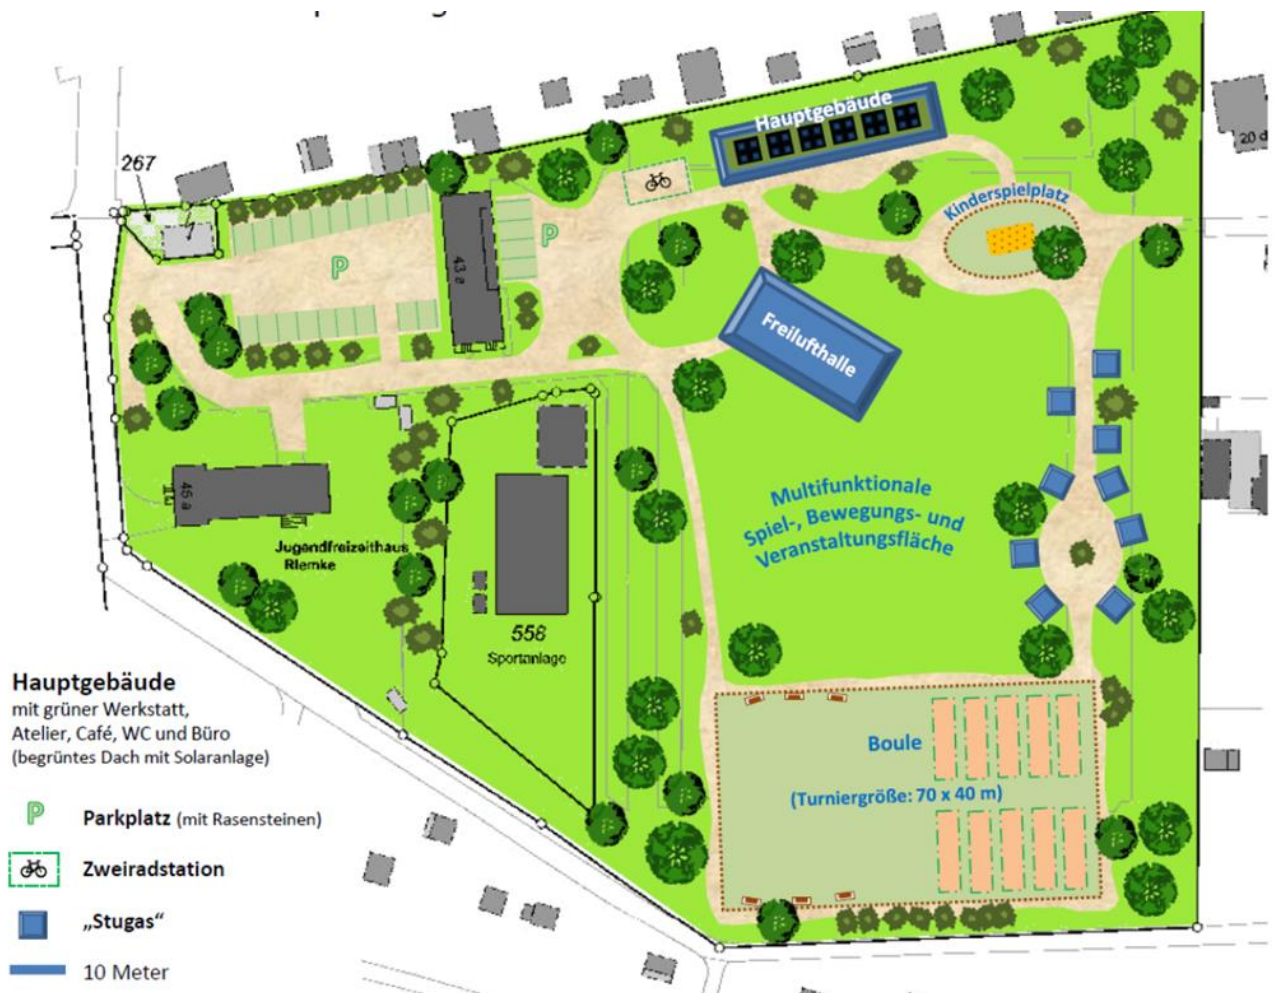 267
Hauptgebäude
Kinderspielplatz
20 d
P
P
43 a
Freilufthalle
Multifunktionale
Spiel-, Bewegungs- und
Veranstaltungsfläche
45 a
Jugendfreizeithaus
Riemke
558
Sportanlage
Boule
(Turniergröße: 70 x 40 m)
Hauptgebäude
mit grüner Werkstatt,
Atelier, Café, WC und Büro
(begrüntes Dach mit Solaranlage)
P Parkplatz (mit Rasensteinen)
Zweiradstation
„Stugas“
10 Meter